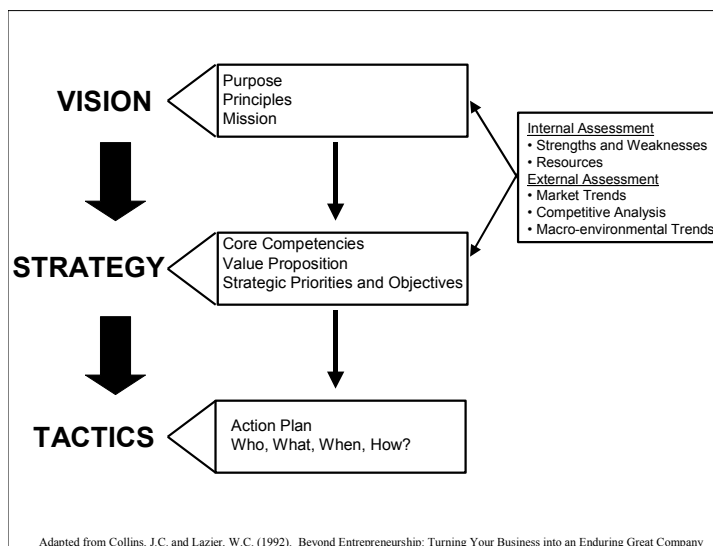 VISION
Purpose
Principles
Mission
Internal Assessment
• Strengths and Weaknesses
• Resources
External Assessment
• Market Trends
• Competitive Analysis
• Macro-environmental Trends
STRATEGY
Core Competencies
Value Proposition
Strategic Priorities and Objectives
TACTICS
Action Plan
Who, What, When, How?
Adapted from Collins, J.C. and Lazier, W.C. (1992). Beyond Entrepreneurship: Turning Your Business into an Enduring Great Company